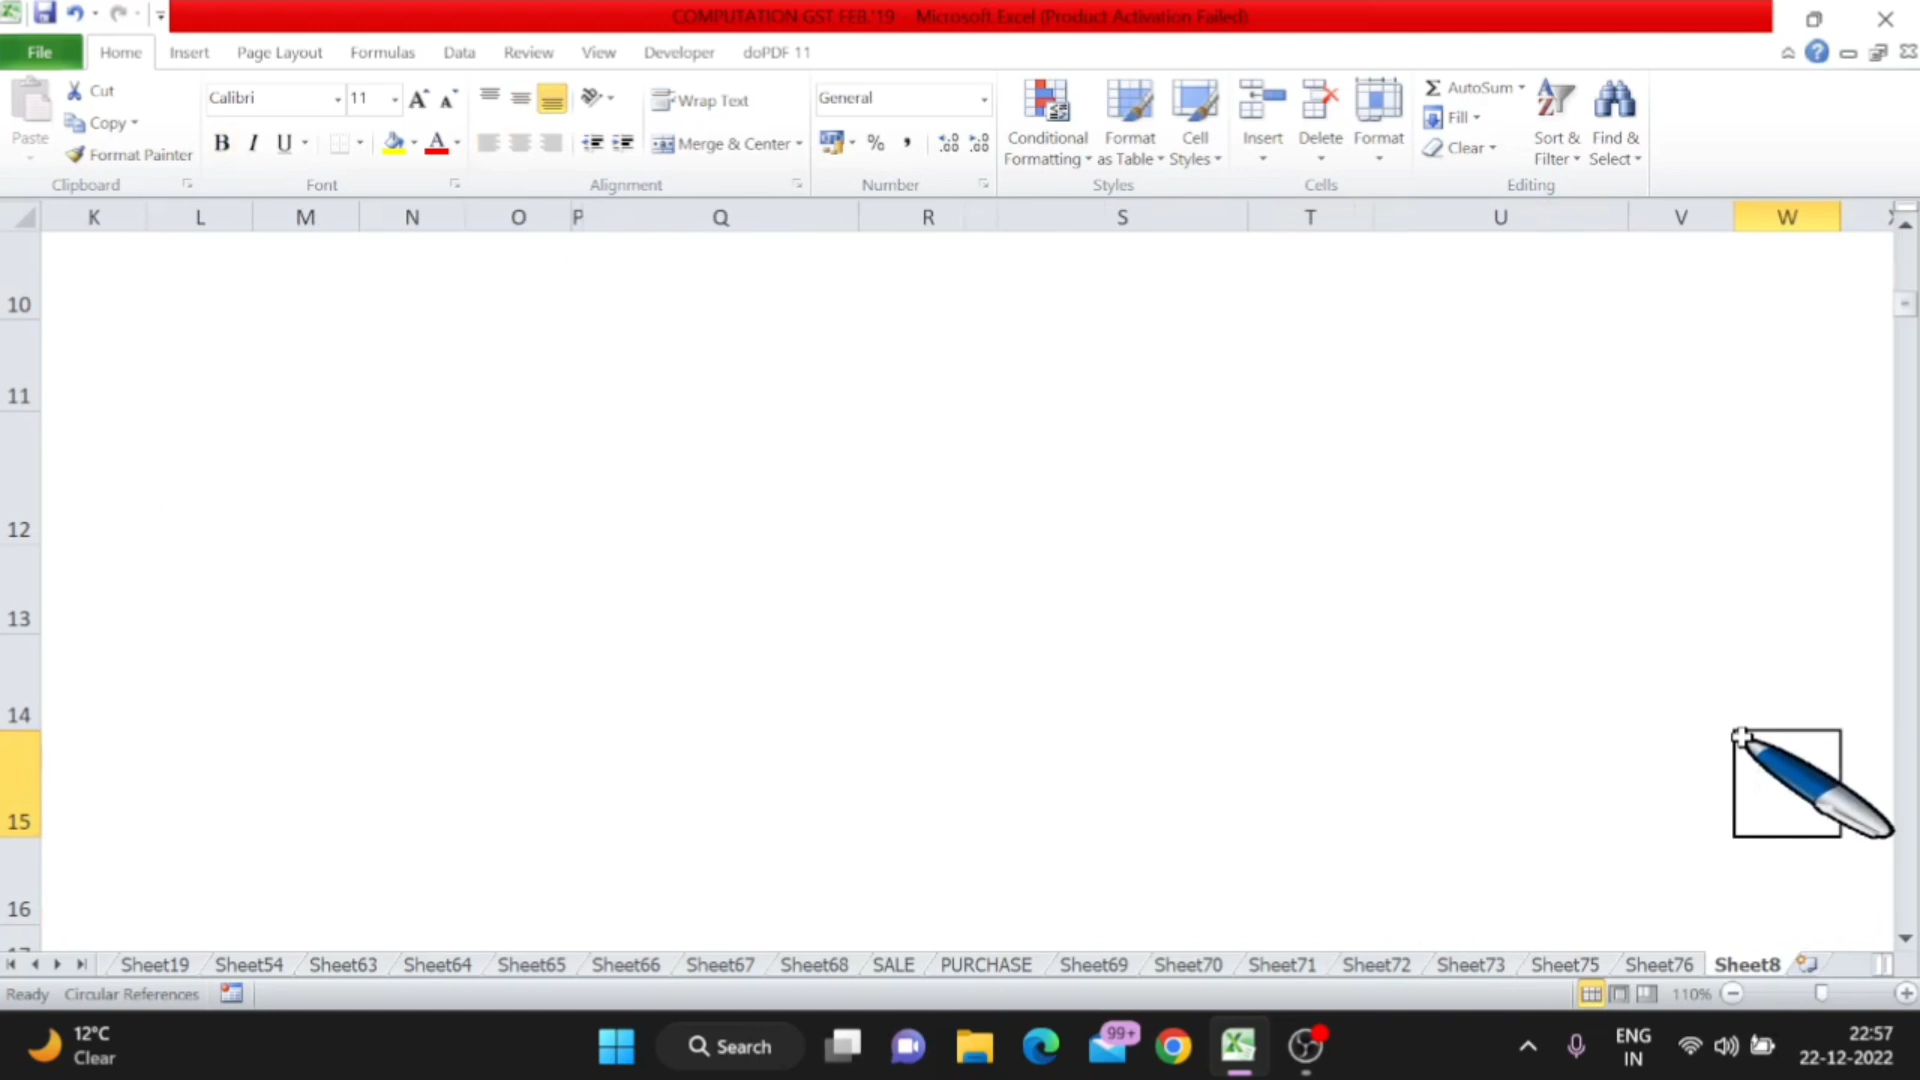 COMPUTATION GST FEB.'19 - Microsoft Excel (Product Activation Failed)
File Home Insert Page Layout Formulas Data Review View Developer doPDF 11
Paste
Cut
Copy
Format Painter
Clipboard
Calibri 11
B I U
Font
Wrap Text
Merge & Center
Alignment
General
%
Number
Conditional Formatting
Format as Table
Cell Styles
Styles
Insert Delete Format
Cells
AutoSum
Fill
Clear
Sort & Filter
Find & Select
Editing
K L M N O P Q R S T U V W
10
11
12
13
14
15
16
Sheet19 Sheet54 Sheet63 Sheet64 Sheet65 Sheet66 Sheet67 Sheet68 SALE PURCHASE Sheet69 Sheet70 Sheet71 Sheet72 Sheet73 Sheet75 Sheet76 Sheet8
Ready Circular References 110%
12°C
Clear
Search
99+
ENG
IN
22:57
22-12-2022